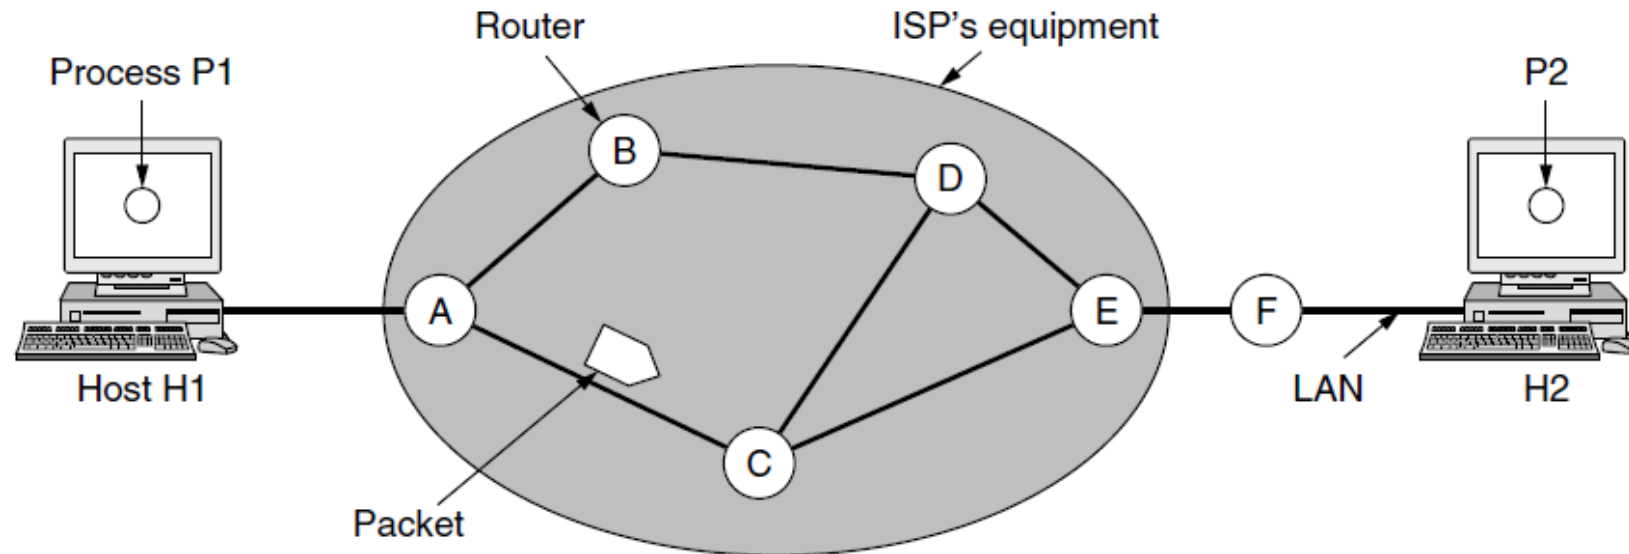 Router
ISP's equipment
Process P1
P2
B
D
A
E
F
C
Host H1
LAN
H2
Packet